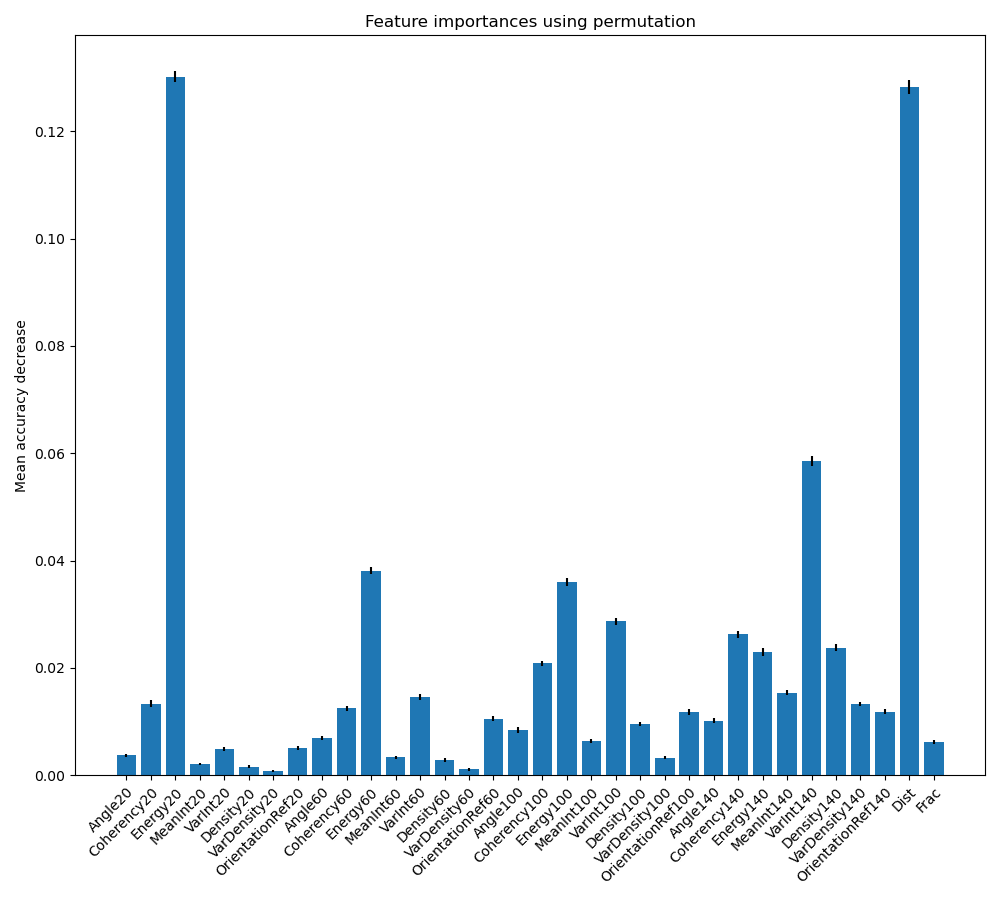 Feature importances using permutation
Mean accuracy decrease
0.12
0.10
0.08
0.06
0.04
0.02
0.00
Angle20
Coherency20
Energy20
MeanInt20
VarInt20
Density20
VarDensity20
OrientationRef20
Angle60
Coherency60
Energy60
MeanInt60
VarInt60
Density60
VarDensity60
OrientationRef60
Angle100
Coherency100
Energy100
MeanInt100
VarInt100
Density100
VarDensity100
OrientationRef100
Angle140
Coherency140
Energy140
MeanInt140
VarInt140
Density140
VarDensity140
OrientationRef140
Dist
Frac